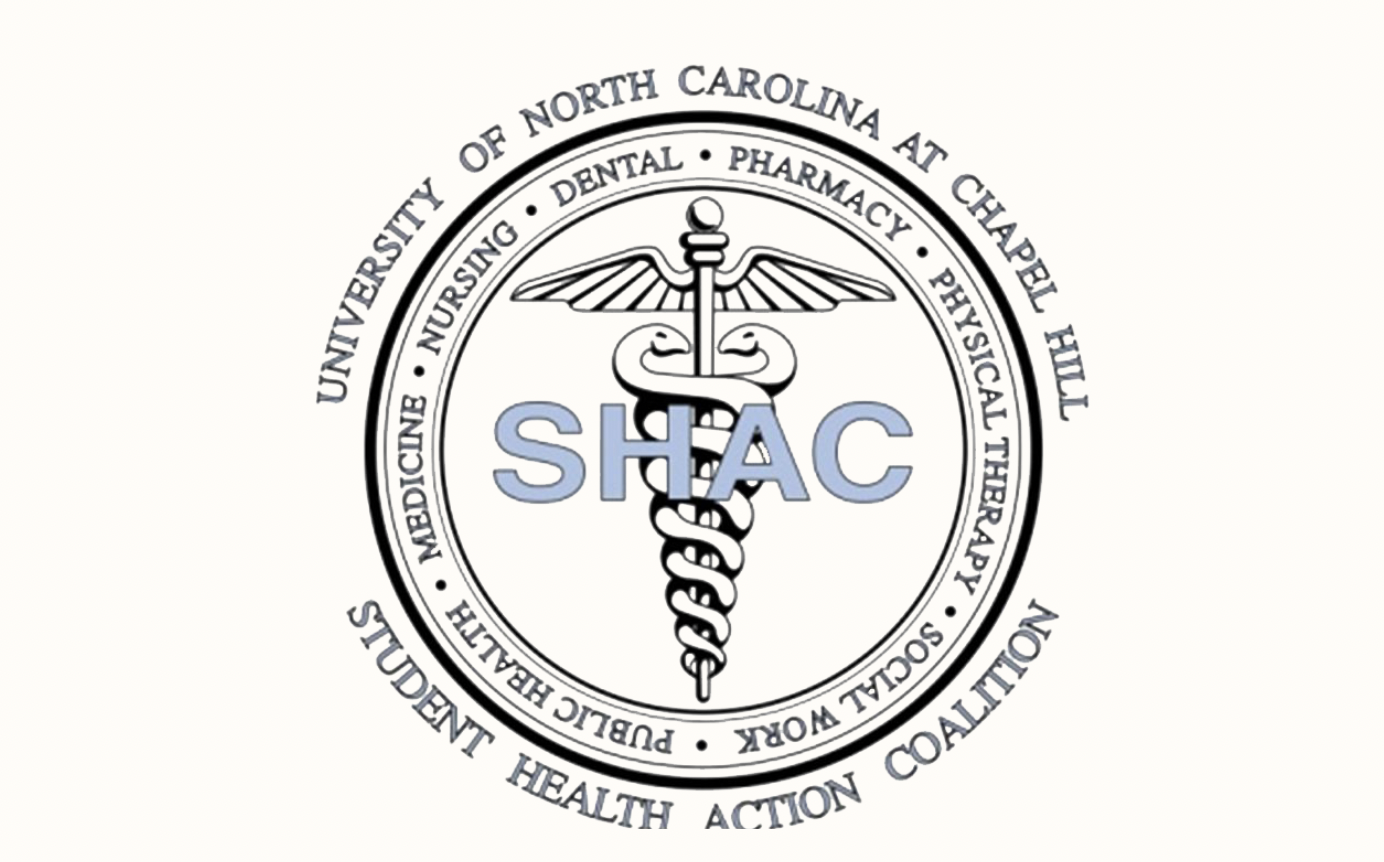 UNIVERSITY OF NORTH CAROLINA AT CHAPEL HILL
MEDICINE • NURSING • DENTAL • PHARMACY • PHYSICAL THERAPY • SOCIAL WORK • PUBLIC HEALTH •
SHAC
STUDENT HEALTH ACTION COALITION